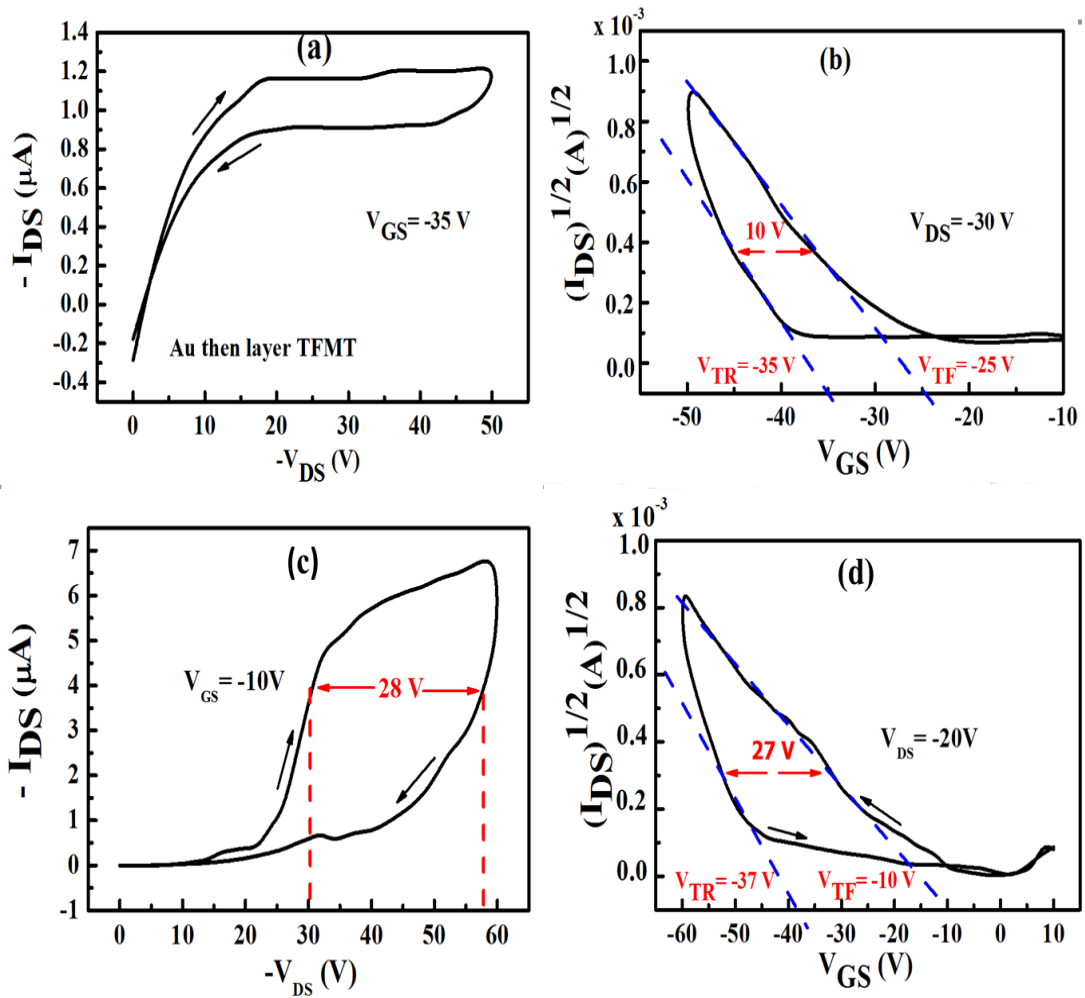 (a)
1.4
1.2
1.0
0.8
0.6
0.4
0.2
0.0
-0.2
-0.4
- I_DS (µA)
V_GS= -35 V
Au then layer TFMT
0 10 20 30 40 50
-V_DS (V)
x 10^-3
(b)
1.0
0.8
0.6
0.4
0.2
0.0
(I_DS)^1/2 (A)^1/2
10 V
V_DS= -30 V
V_TR= -35 V
V_TF= -25 V
-50 -40 -30 -20 -10
V_GS (V)
(c)
7
6
5
4
3
2
1
0
-1
- I_DS (µA)
V_GS= -10V
28 V
0 10 20 30 40 50 60
-V_DS (V)
x 10^-3
(d)
1.0
0.8
0.6
0.4
0.2
0.0
(I_DS)^1/2 (A)^1/2
V_DS= -20V
27 V
V_TR= -37 V
V_TF= -10 V
-60 -50 -40 -30 -20 -10 0 10
V_GS (V)